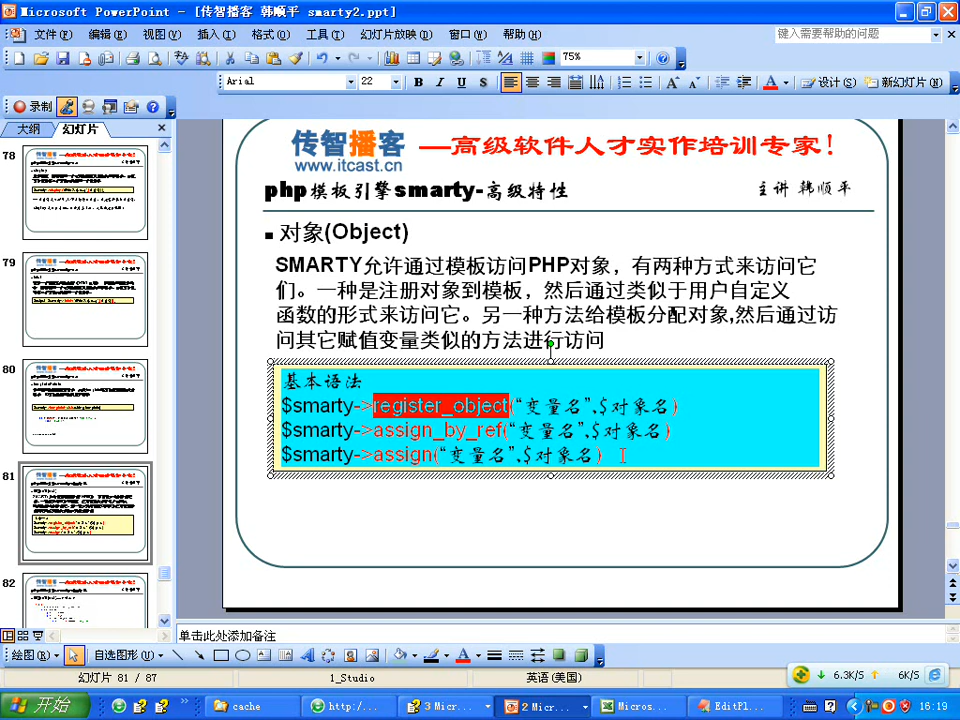 Microsoft PowerPoint - [传智播客 韩顺平 smarty2.ppt]
文件(F) 编辑(E) 视图(V) 插入(I) 格式(O) 工具(T) 幻灯片放映(D) 窗口(W) 帮助(H) 键入需要帮助的问题
75%
Arial 22 B I U S A 设计(S) 新幻灯片(N)
录制
大纲 幻灯片
78
79
80
81
82
传智播客 —高级软件人才实作培训专家!
www.itcast.cn
php模板引擎smarty-高级特性 主讲 韩顺平
对象(Object)
SMARTY允许通过模板访问PHP对象，有两种方式来访问它
们。一种是注册对象到模板，然后通过类似于用户自定义
函数的形式来访问它。另一种方法给模板分配对象,然后通过访
问其它赋值变量类似的方法进行访问
基本语法
$smarty->register_object(“变量名”,$对象名)
$smarty->assign_by_ref(“变量名”,$对象名)
$smarty->assign(“变量名”,$对象名)
单击此处添加备注
绘图(R) 自选图形(U)
幻灯片 81 / 87 1_Studio 英语(美国)
6.3K/S 6K/S
开始 cache http:/... 3 Micr... 2 Micr... Micros... EditPl... 16:19